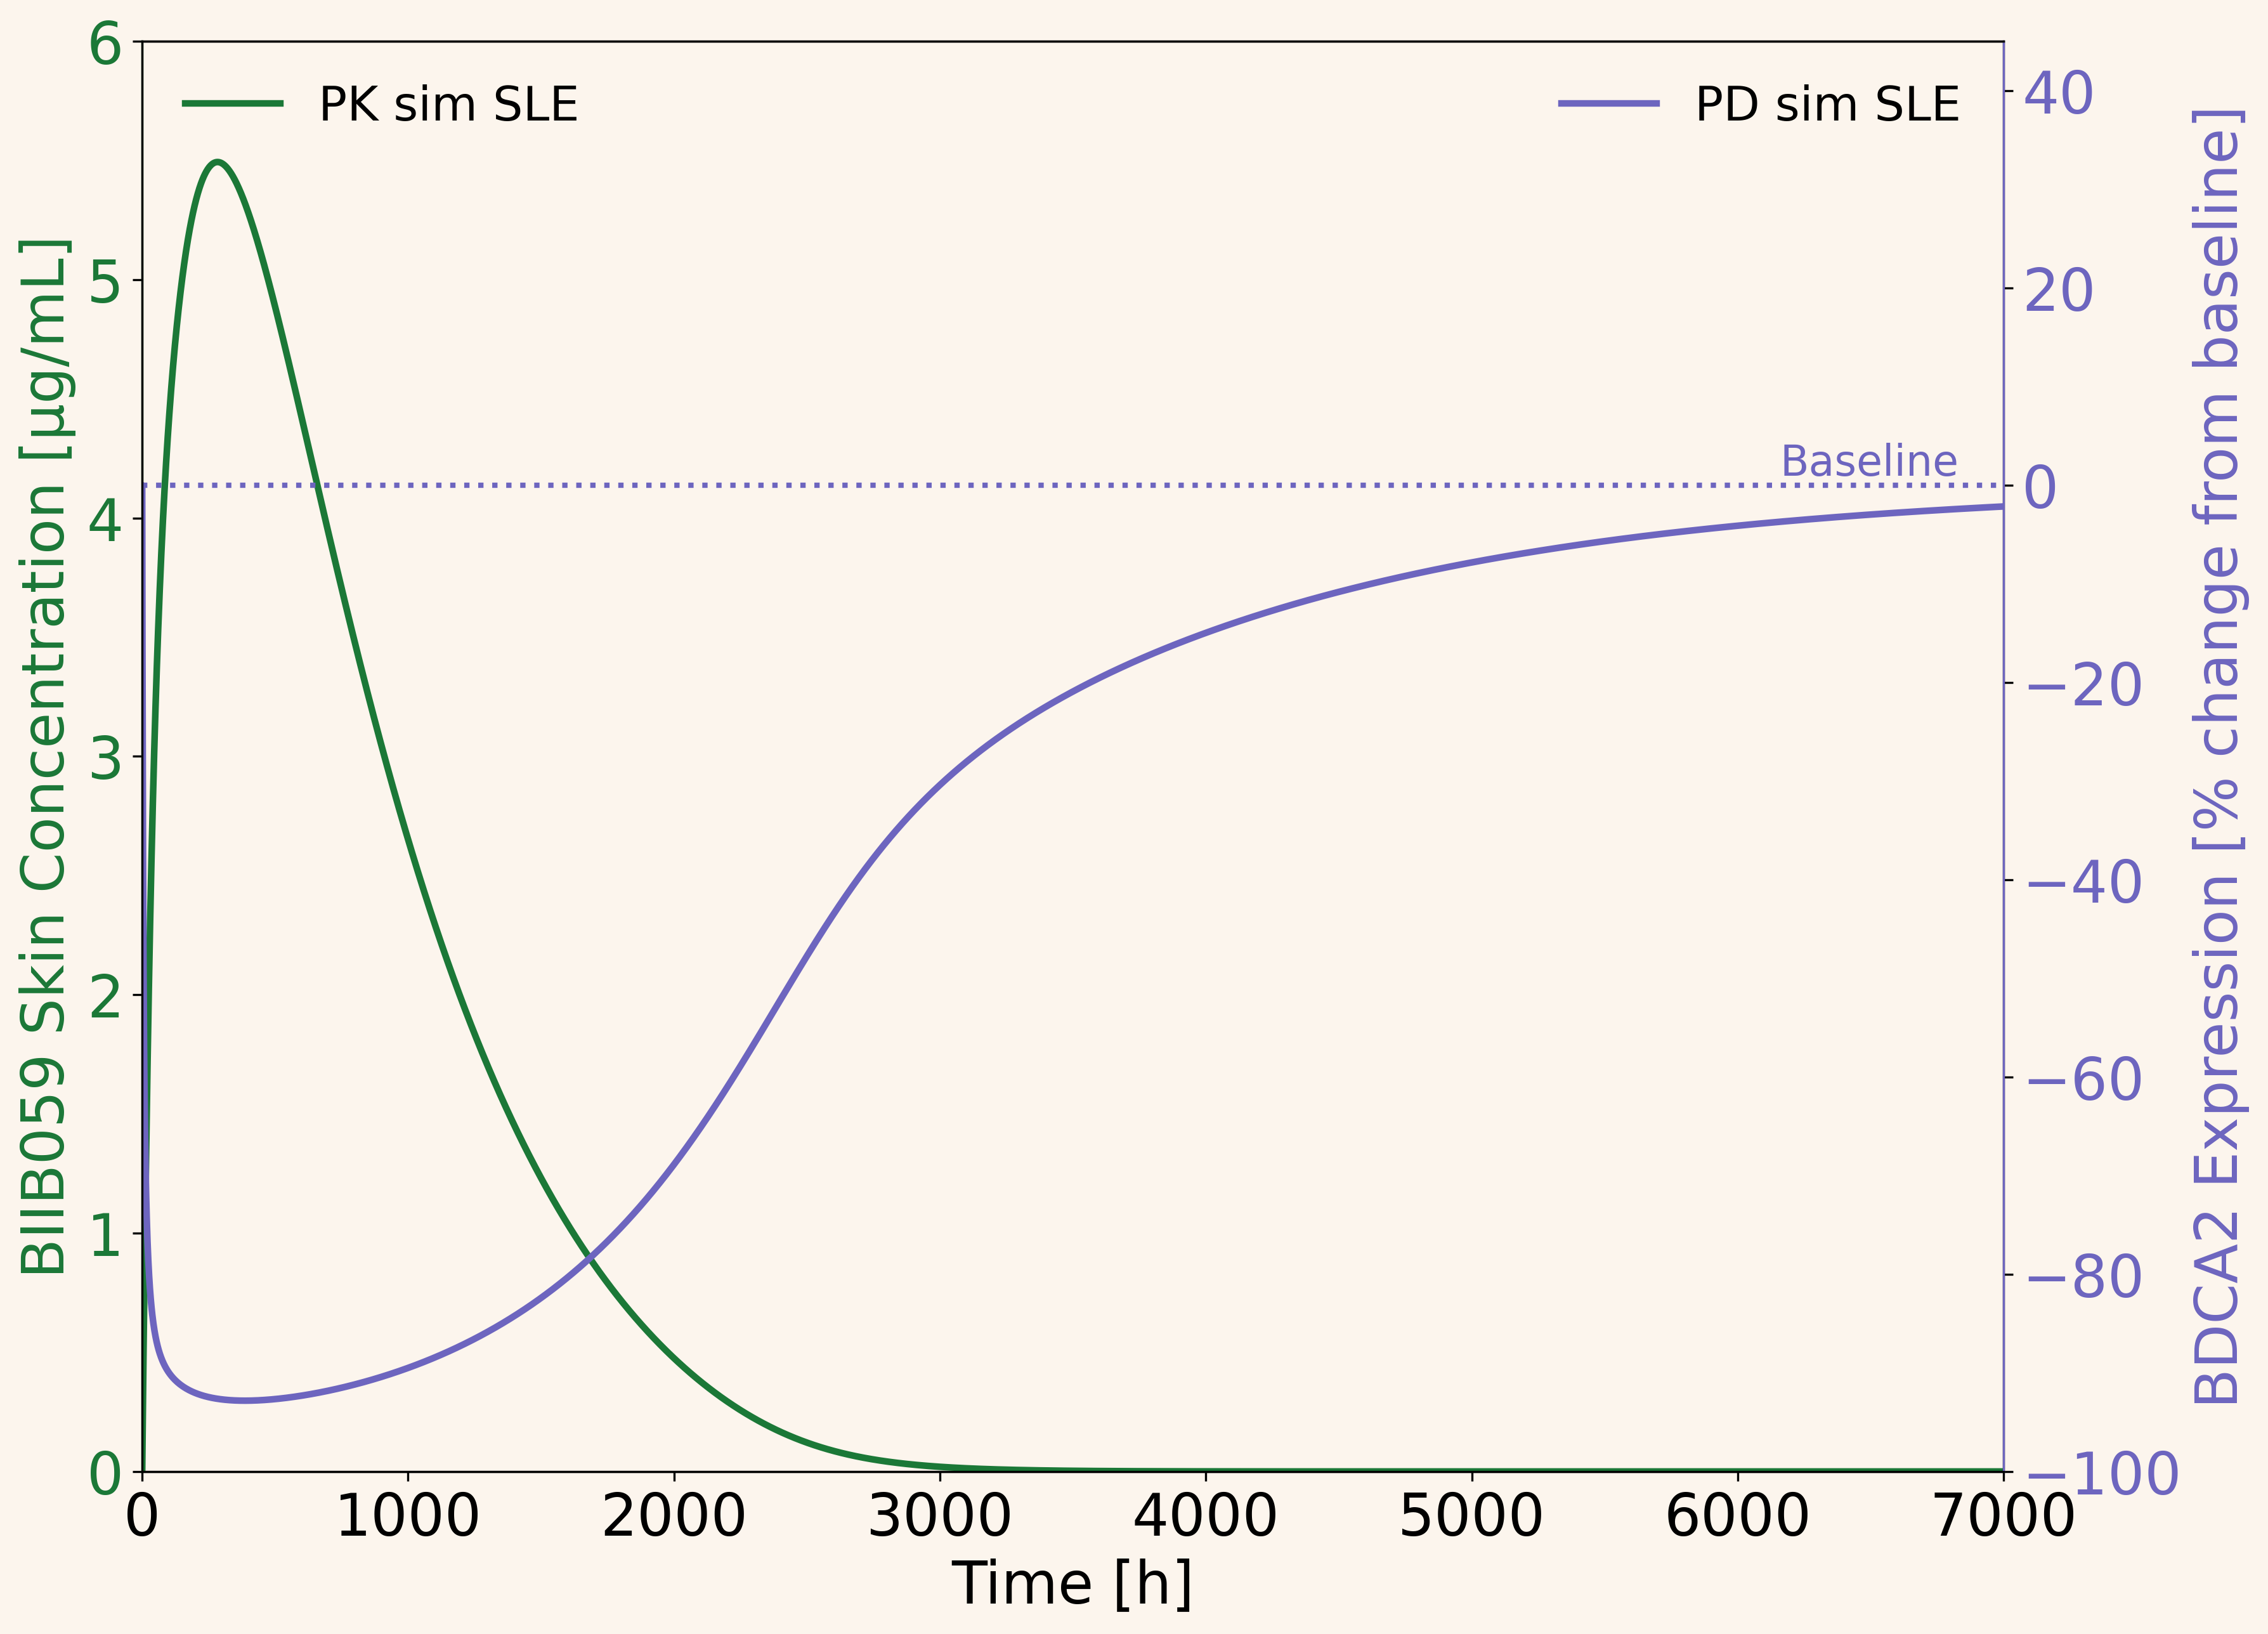 PK sim SLE
PD sim SLE
Baseline
BIIB059 Skin Concentration [µg/mL]
6
5
4
3
2
1
0
BDCA2 Expression [% change from baseline]
40
20
0
−20
−40
−60
−80
−100
0 1000 2000 3000 4000 5000 6000 7000
Time [h]